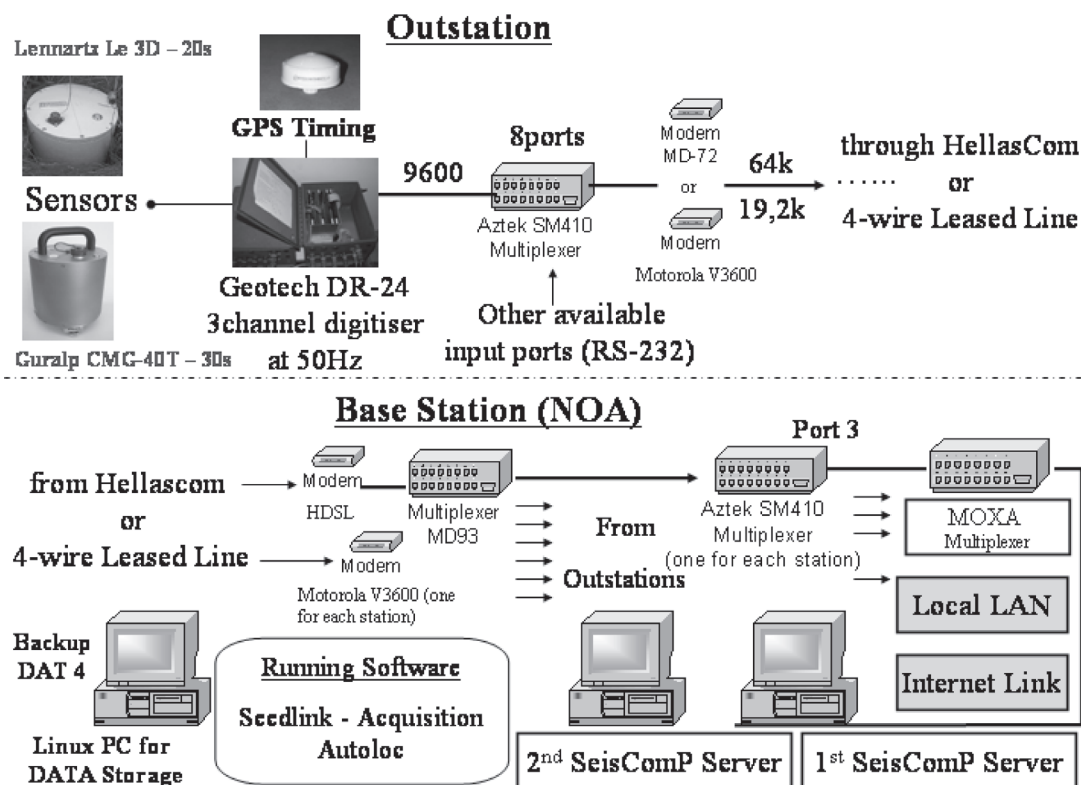 Outstation
Lennartz Le 3D – 20s
GPS Timing
Sensors
Guralp CMG-40T – 30s
Geotech DR-24
3channel digitiser
at 50Hz
9600
8ports
Aztek SM410
Multiplexer
Other available
input ports (RS-232)
Modem
MD-72
or
Modem
Motorola V3600
64k
19,2k
through HellasCom
......
or
4-wire Leased Line
Base Station (NOA)
from Hellascom
or
4-wire Leased Line
Modem
HDSL
Modem
Motorola V3600 (one
for each station)
Multiplexer
MD93
From
Outstations
Port 3
Aztek SM410
Multiplexer
(one for each station)
MOXA
Multiplexer
Local LAN
Internet Link
Backup
DAT 4
Linux PC for
DATA Storage
Running Software
Seedlink - Acquisition
Autoloc
2nd SeisComP Server
1st SeisComP Server